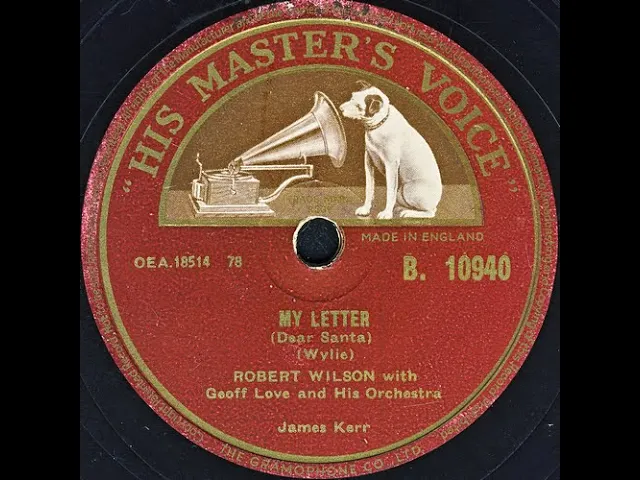 "HIS MASTER'S VOICE"
MADE IN ENGLAND
OEA.18514 78
B. 10940
MY LETTER
(Dear Santa)
(Wylie)
ROBERT WILSON with
Geoff Love and His Orchestra
James Kerr
THE GRAMOPHONE CO., LTD.